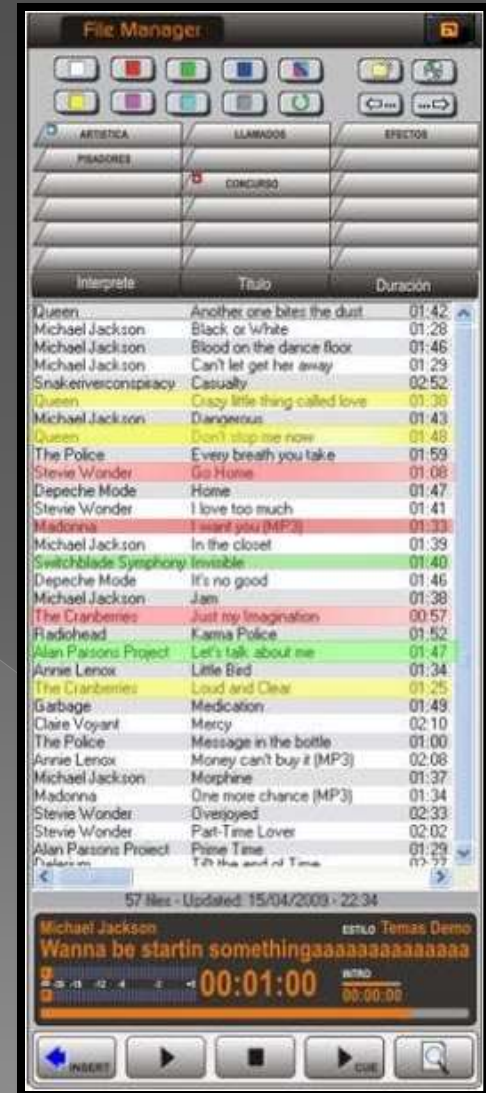 File Manager
ARTISTICA LLAMADOS EFECTOS
PISADORES
CONCURSO
Interprete Titulo Duración
Queen Another one bites the dust 01:42
Michael Jackson Black or White 01:28
Michael Jackson Blood on the dance floor 01:46
Michael Jackson Can't let get her away 01:29
Snakeriverconspiracy Casualty 02:52
Queen Crazy little thing called love 01:38
Michael Jackson Dangerous 01:43
Queen Don't stop me now 01:48
The Police Every breath you take 01:59
Stevie Wonder Go Home 01:08
Depeche Mode Home 01:47
Stevie Wonder I love too much 01:41
Madonna I want you (MP3) 01:33
Michael Jackson In the closet 01:39
Switchblade Symphony Invisible 01:40
Depeche Mode It's no good 01:46
Michael Jackson Jam 01:38
The Cranberries Just my Imagination 00:57
Radiohead Karma Police 01:52
Alan Parsons Project Let's talk about me 01:47
Annie Lenox Little Bird 01:34
The Cranberries Loud and Clear 01:25
Garbage Medication 01:49
Claire Voyant Mercy 02:10
The Police Message in the bottle 01:00
Annie Lenox Money can't buy it (MP3) 02:08
Michael Jackson Morphine 01:37
Madonna One more chance (MP3) 01:34
Stevie Wonder Overjoyed 02:33
Stevie Wonder Part-Time Lover 02:02
Alan Parsons Project Prime Time 01:29
Delerium Till the end of Time 02:27
57 files - Updated: 15/04/2009 - 22:34
Michael Jackson ESTILO Temas Demo
Wanna be startin somethingaaaaaaaaaaaaa
00:01:00 INTRO
00:00:00
INSERT CUE